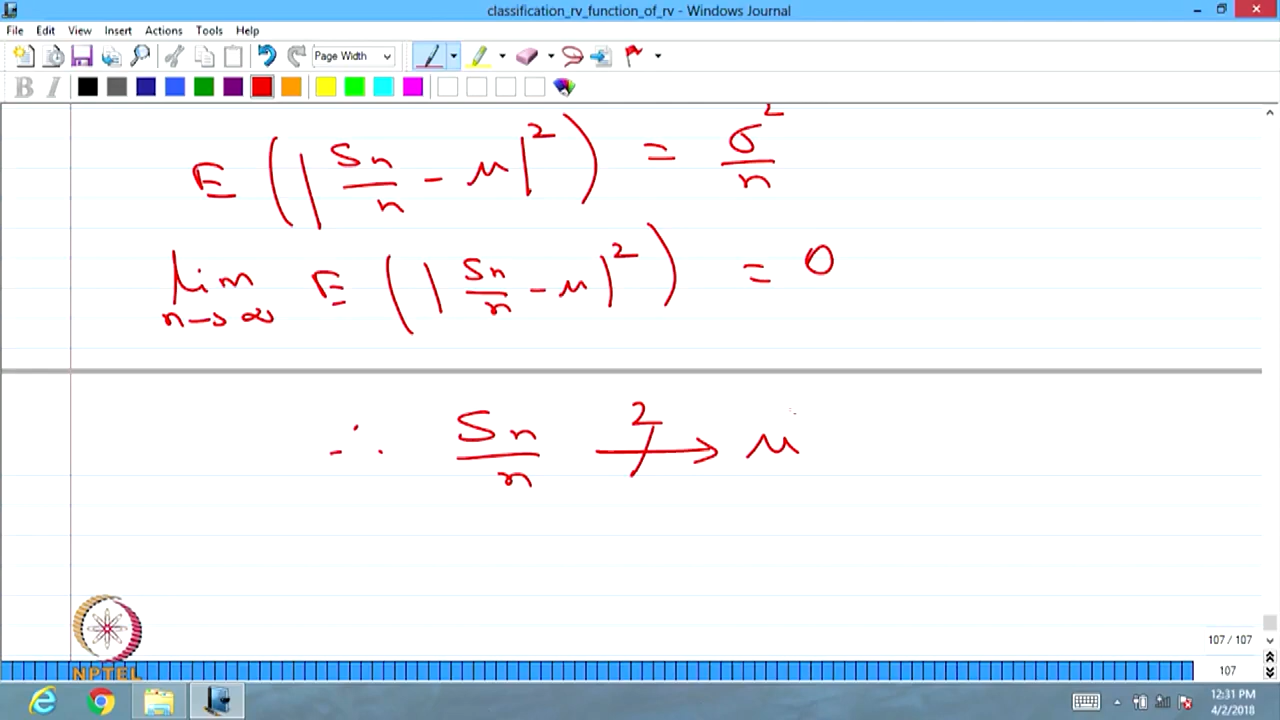 classification_rv_function_of_rv - Windows Journal
File Edit View Insert Actions Tools Help
Page Width
B I
E ( | Sn/n - μ |² ) = σ²/n
lim n→∞ E ( | Sn/n - μ |² ) = 0
∴ Sn/n 2↛ μ
107 / 107
NPTEL
107
12:31 PM
4/2/2018